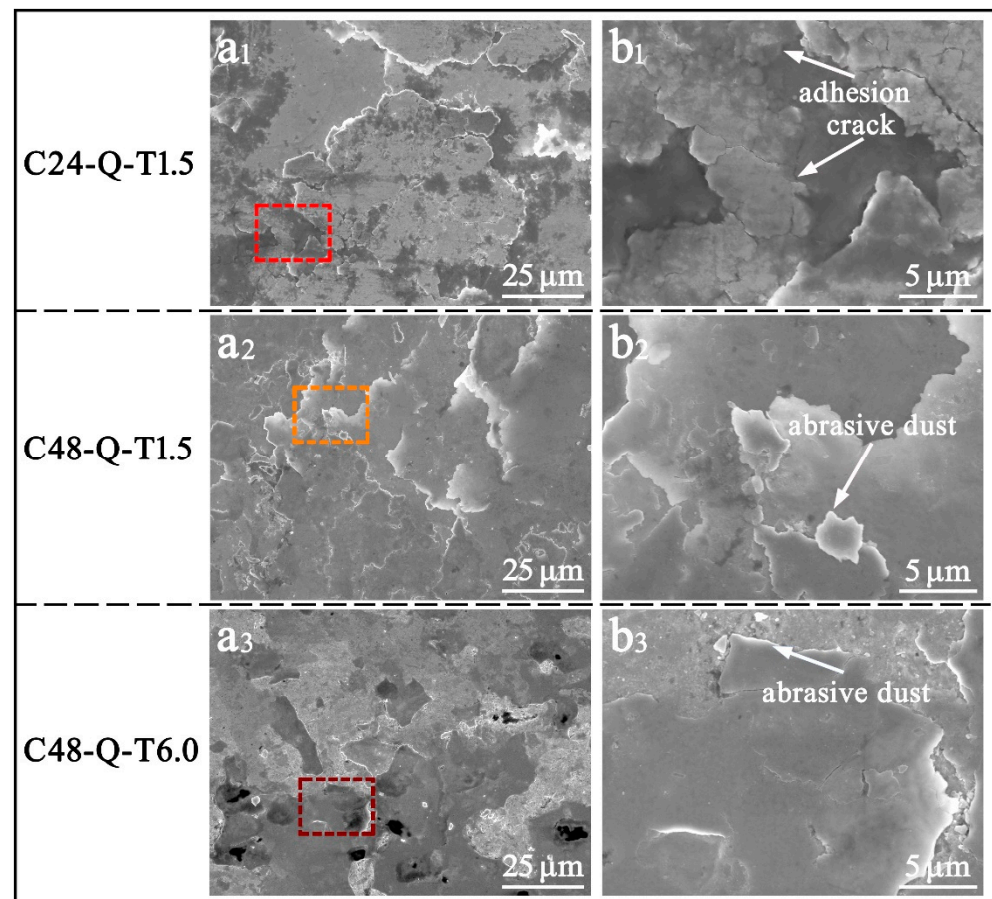 C24-Q-T1.5
a1
25 μm
b1
adhesion
crack
5 μm
C48-Q-T1.5
a2
25 μm
b2
abrasive dust
5 μm
C48-Q-T6.0
a3
25 μm
b3
abrasive dust
5 μm